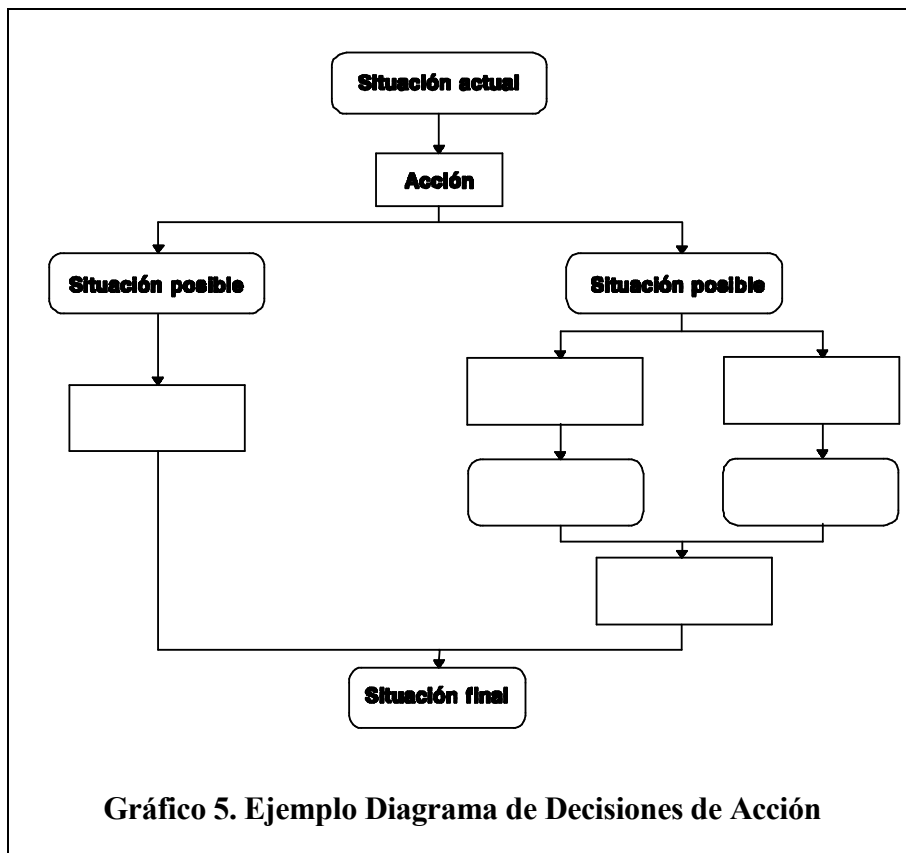 Situación actual
Acción
Situación posible
Situación posible
Situación final
Gráfico 5. Ejemplo Diagrama de Decisiones de Acción